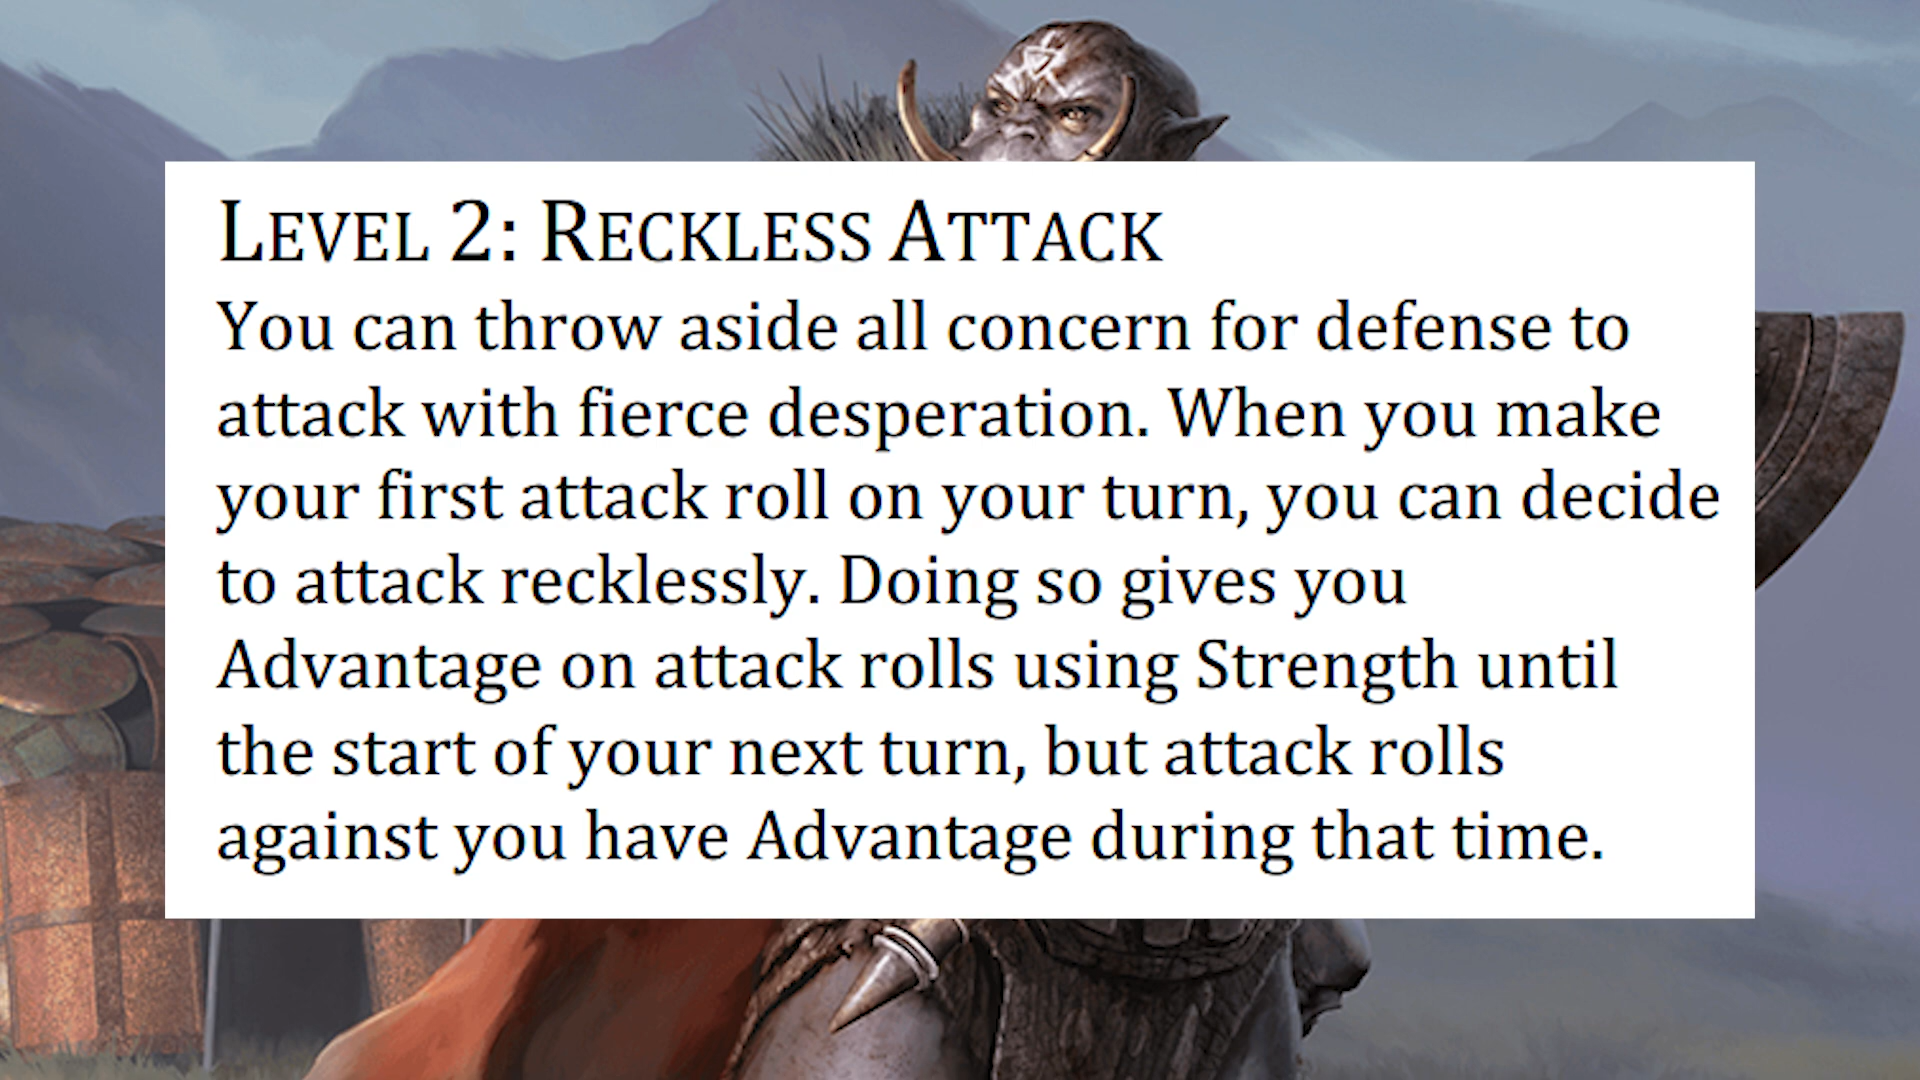 LEVEL 2: RECKLESS ATTACK
You can throw aside all concern for defense to
attack with fierce desperation. When you make
your first attack roll on your turn, you can decide
to attack recklessly. Doing so gives you
Advantage on attack rolls using Strength until
the start of your next turn, but attack rolls
against you have Advantage during that time.